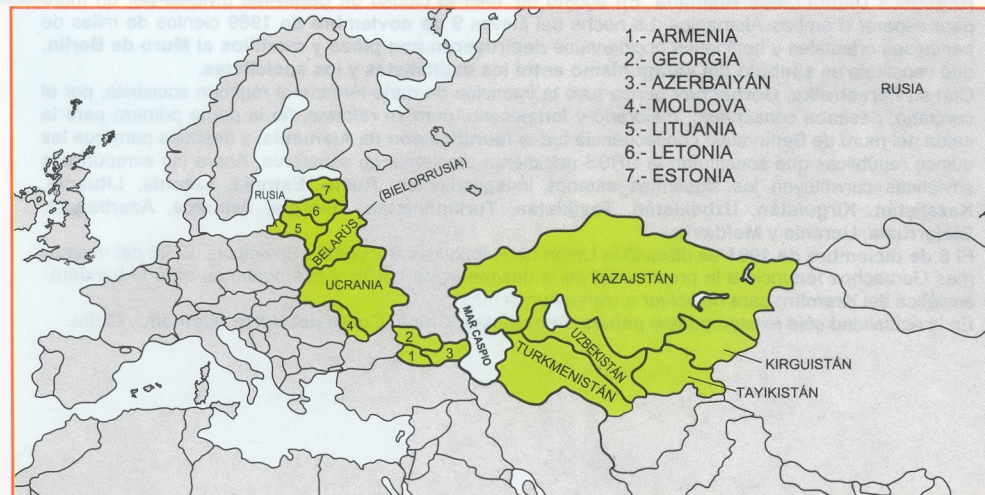 1.- ARMENIA
2.- GEORGIA
3.- AZERBAIYAN
4.- MOLDOVA
5.- LITUANIA
6.- LETONIA
7.- ESTONIA
RUSIA
(BIELORRUSIA)
RUSIA
7
6
5
BELARÚS
UCRANIA
4
KAZAJSTÁN
MAR CASPIO
2
1
3
UZBEKISTÁN
TURKMENISTÁN
KIRGUISTÁN
TAYIKISTÁN